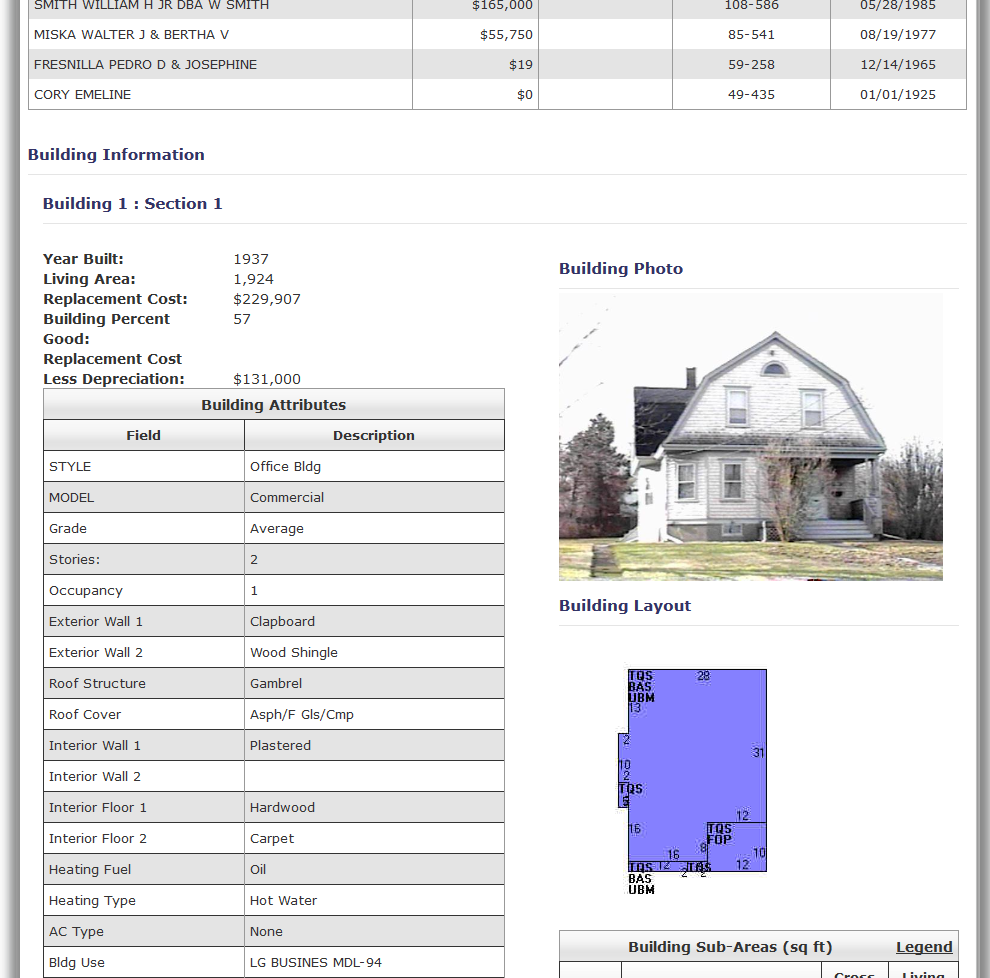 SMITH WILLIAM H JR DBA W SMITH $165,000 108-586 05/28/1985
MISKA WALTER J & BERTHA V $55,750 85-541 08/19/1977
FRESNILLA PEDRO D & JOSEPHINE $19 59-258 12/14/1965
CORY EMELINE $0 49-435 01/01/1925
Building Information
Building 1 : Section 1
Year Built: 1937
Living Area: 1,924
Replacement Cost: $229,907
Building Percent 57
Good:
Replacement Cost
Less Depreciation: $131,000
Building Attributes
Field Description
STYLE Office Bldg
MODEL Commercial
Grade Average
Stories: 2
Occupancy 1
Exterior Wall 1 Clapboard
Exterior Wall 2 Wood Shingle
Roof Structure Gambrel
Roof Cover Asph/F Gls/Cmp
Interior Wall 1 Plastered
Interior Wall 2
Interior Floor 1 Hardwood
Interior Floor 2 Carpet
Heating Fuel Oil
Heating Type Hot Water
AC Type None
Bldg Use LG BUSINES MDL-94
Building Photo
Building Layout
TQS 28
BAS
UBM
13
2
31
10
2
TQS
12
16 TQS
FOP
8
16 10
12
TQS 12 TQS
BAS 2 2
UBM
Building Sub-Areas (sq ft) Legend
Gross Living